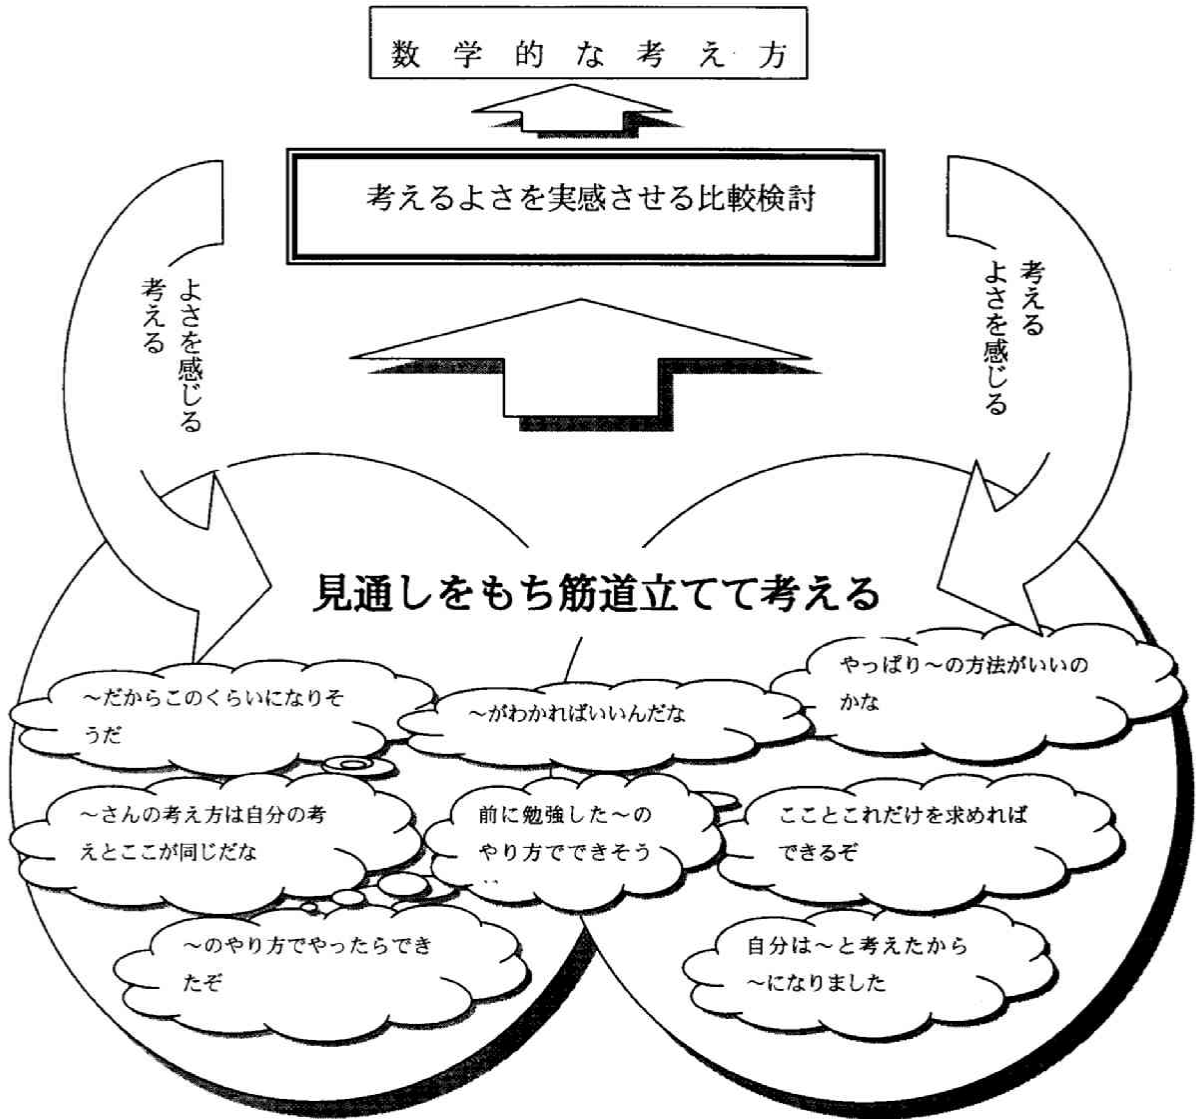 数学的な考え方
考えるよさを実感させる比較検討
考える
よさを感じる
考える
よさを感じる
見通しをもち筋道立てて考える
～だからこのくらいになりそ
うだ
～がわかればいいんだな
やっぱり～の方法がいいの
かな
～さんの考え方は自分の考
えとここが同じだな
前に勉強した～の
やり方でできそう
こことこれだけを求めれば
できるぞ
～のやり方でやったらでき
たぞ
自分は～と考えたから
～になりました